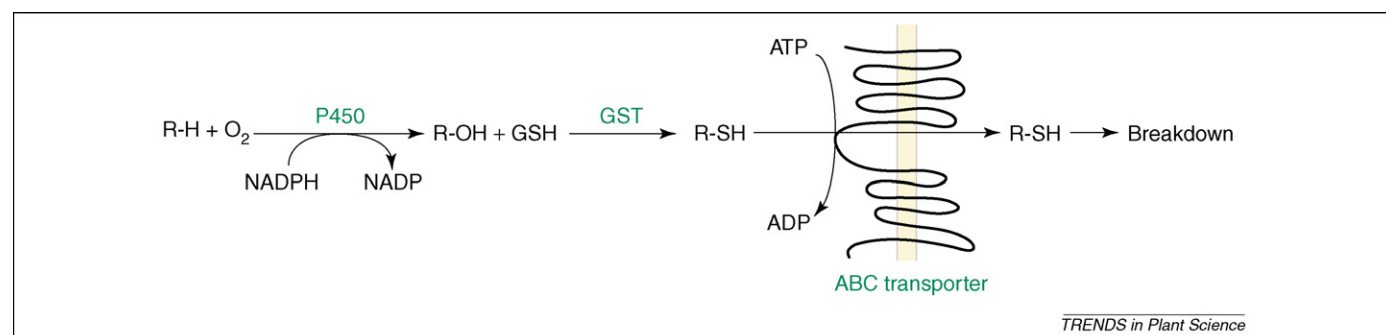 ATP
P450
GST
R-H + O₂
R-OH + GSH
R-SH
R-SH
Breakdown
NADPH
NADP
ADP
ABC transporter
TRENDS in Plant Science